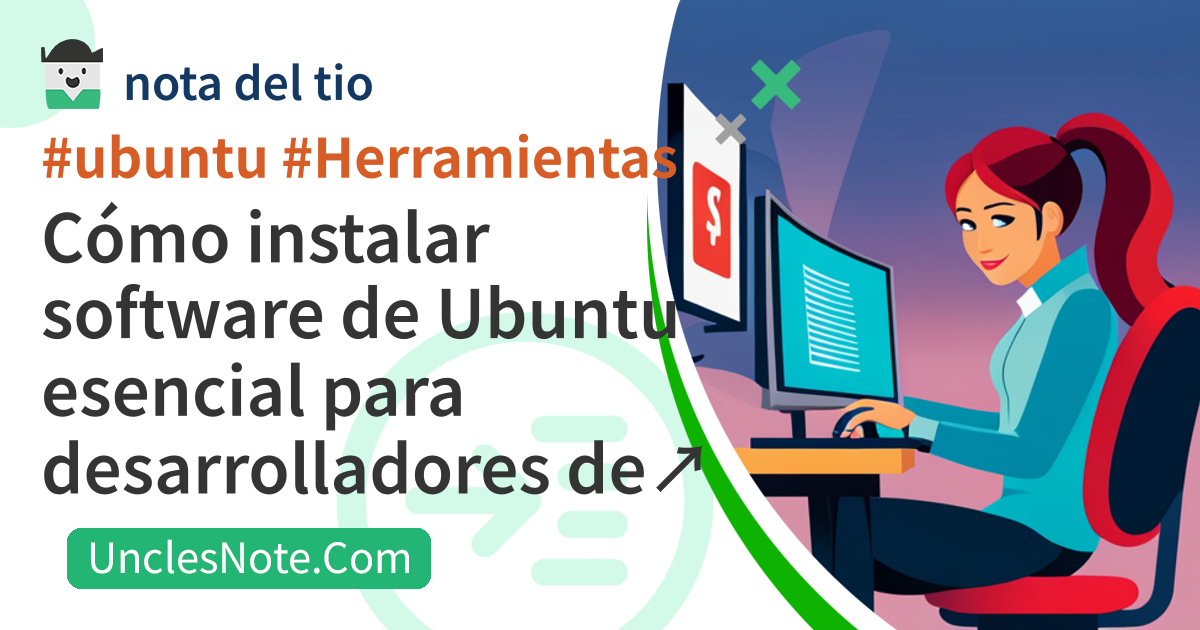 nota del tio
#ubuntu #Herramientas
Cómo instalar
software de Ubuntu
esencial para
desarrolladores de↗
UnclesNote.Com